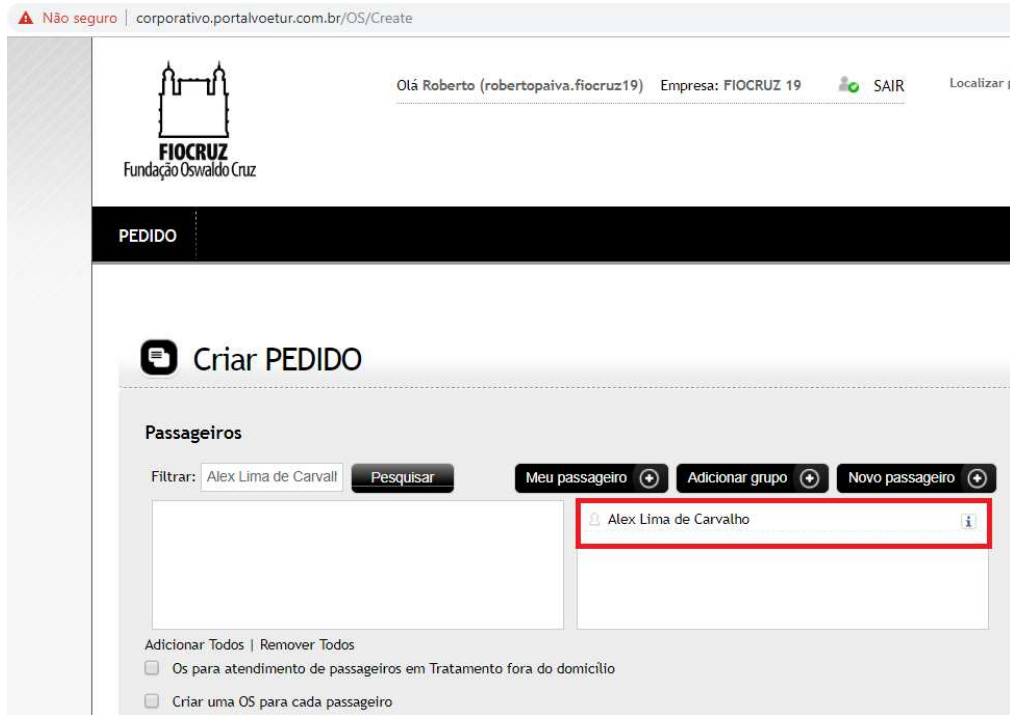 Não seguro | corporativo.portalvoetur.com.br/OS/Create
Olá Roberto (robertopaiva.fiocruz19) Empresa: FIOCRUZ 19 SAIR Localizar
FIOCRUZ
Fundação Oswaldo Cruz
PEDIDO
Criar PEDIDO
Passageiros
Filtrar: Alex Lima de Carvall Pesquisar Meu passageiro Adicionar grupo Novo passageiro
Alex Lima de Carvalho
Adicionar Todos | Remover Todos
Os para atendimento de passageiros em Tratamento fora do domicílio
Criar uma OS para cada passageiro